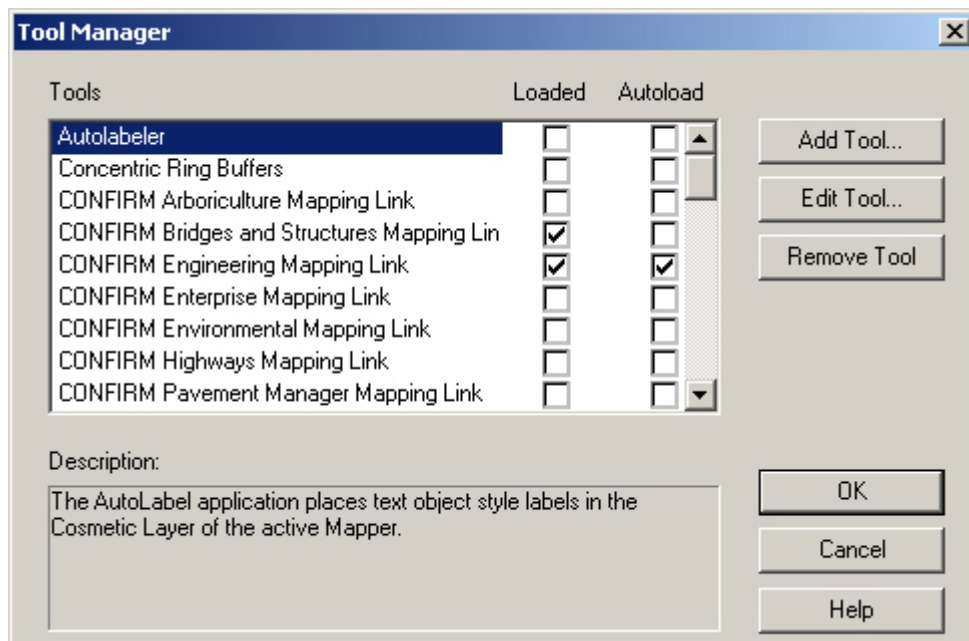 Tool Manager
Tools Loaded Autoload
Autolabeler
Concentric Ring Buffers
CONFIRM Arboriculture Mapping Link
CONFIRM Bridges and Structures Mapping Lin
CONFIRM Engineering Mapping Link
CONFIRM Enterprise Mapping Link
CONFIRM Environmental Mapping Link
CONFIRM Highways Mapping Link
CONFIRM Pavement Manager Mapping Link
Add Tool...
Edit Tool...
Remove Tool
Description:
The AutoLabel application places text object style labels in the
Cosmetic Layer of the active Mapper.
OK
Cancel
Help